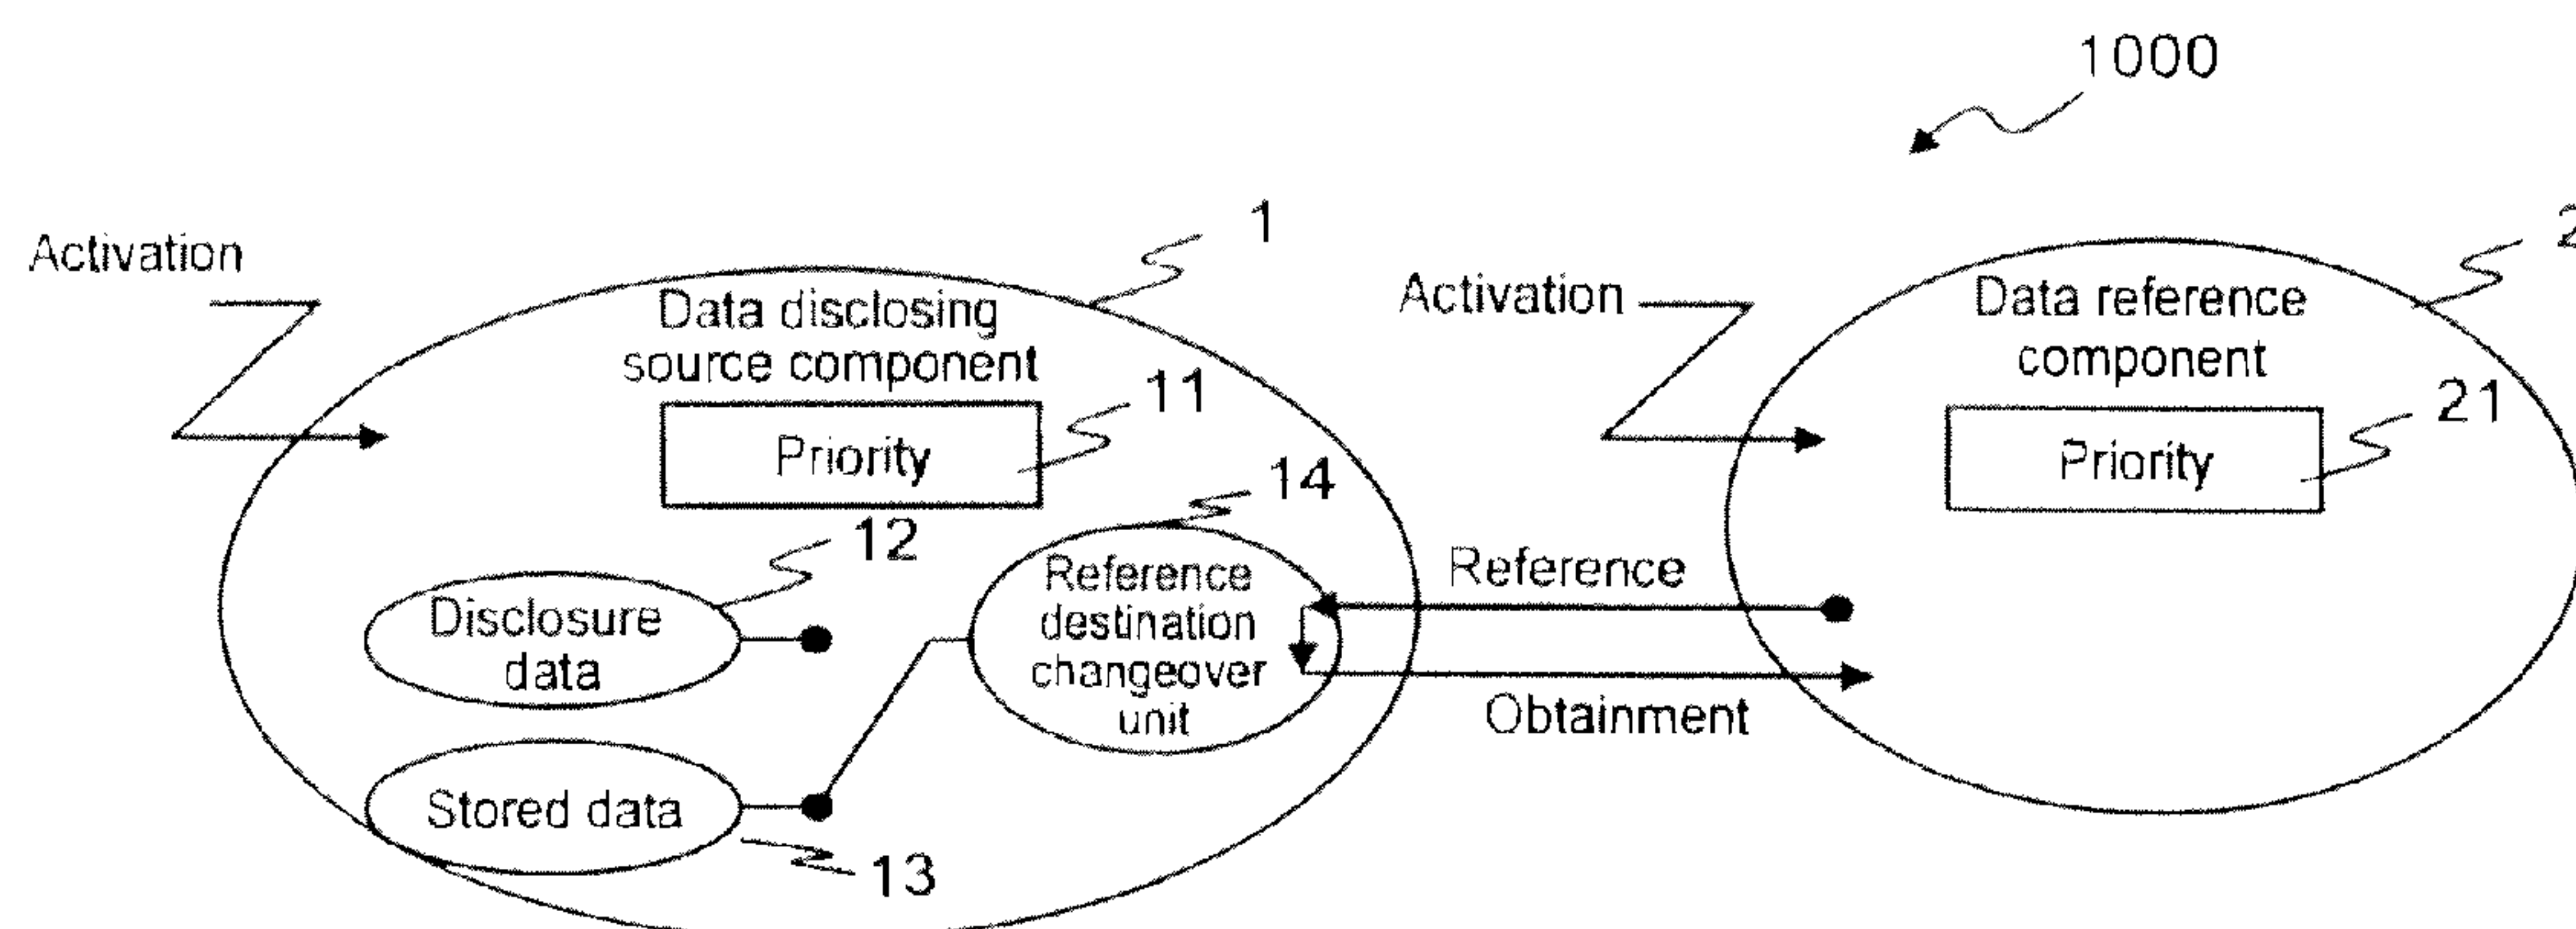 1000
1
2
Activation
Data disclosing
source component
11
Priority
Activation
Data reference
component
21
Priority
14
12
Disclosure
data
Reference
destination
changeover
unit
Reference
Obtainment
Stored data
13